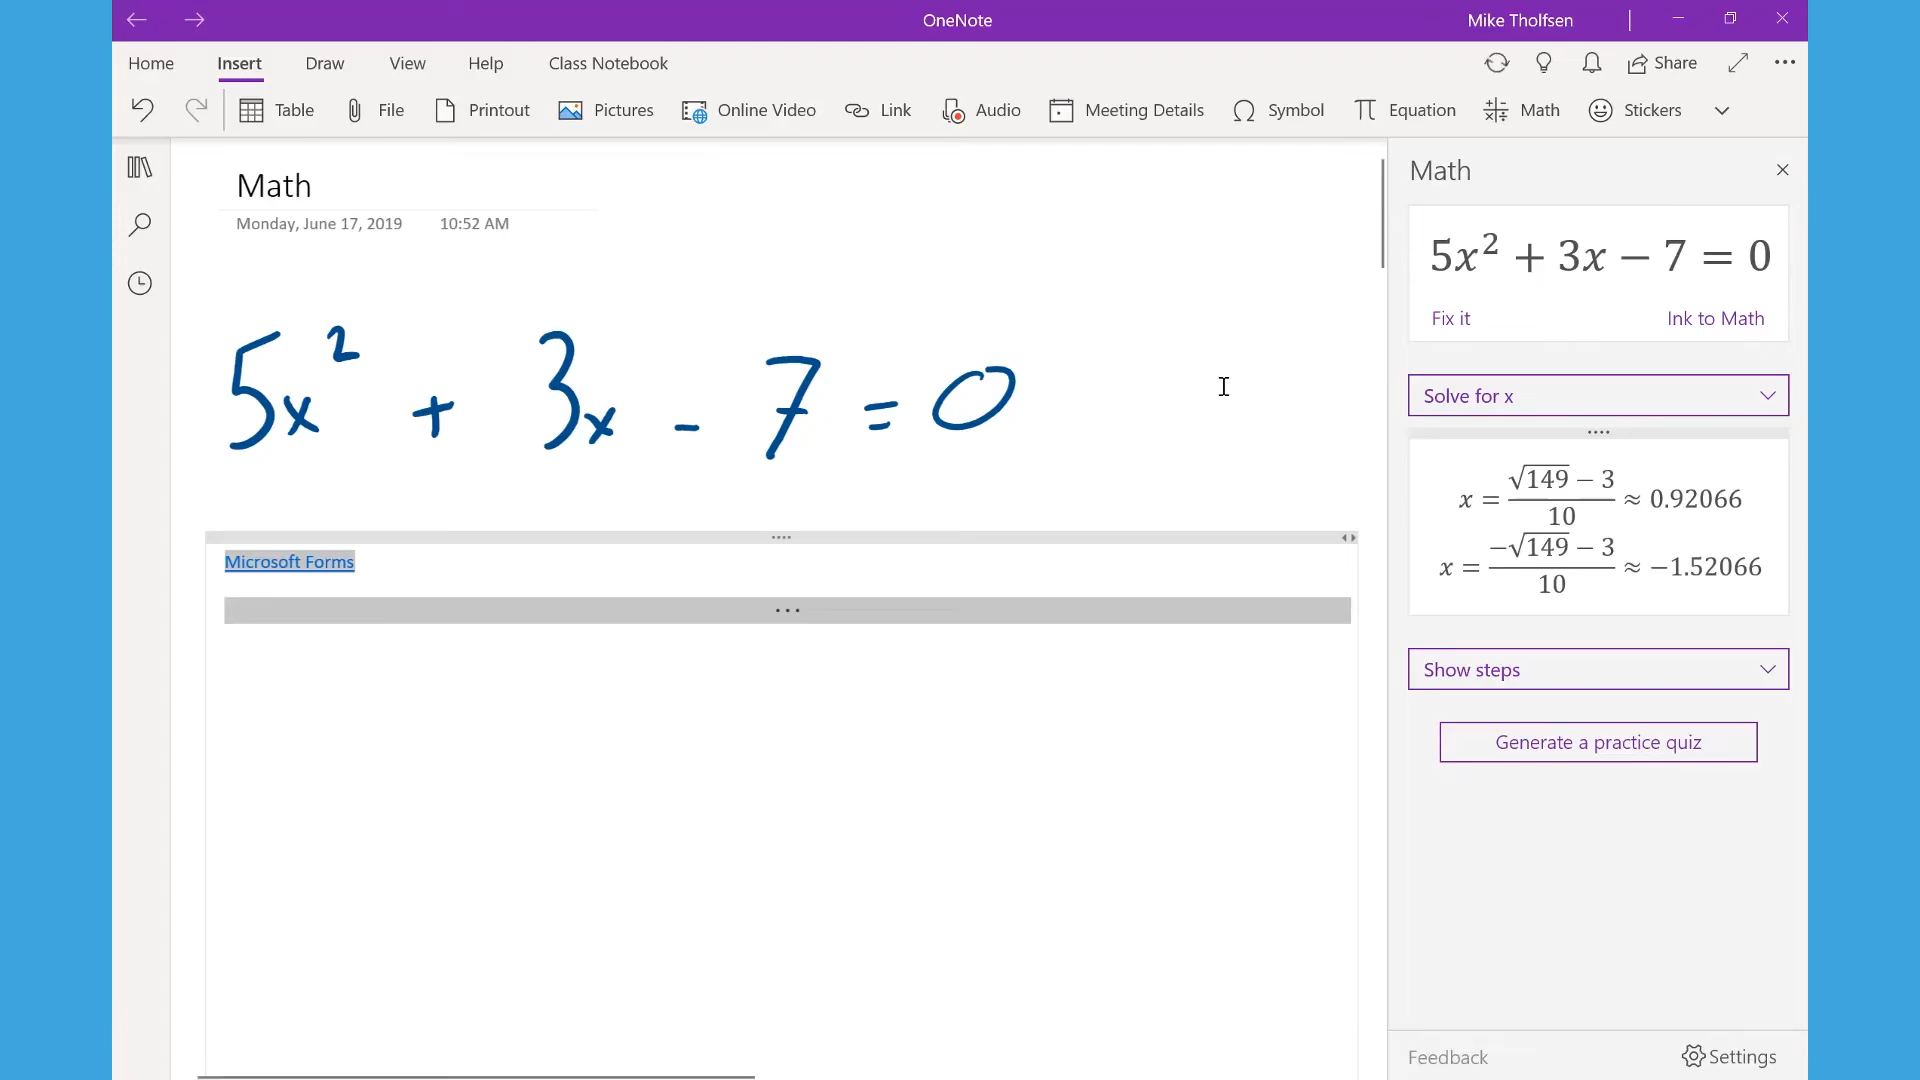 OneNote
Mike Tholfsen
Home Insert Draw View Help Class Notebook
Share
Table File Printout Pictures Online Video Link Audio Meeting Details Symbol Equation Math Stickers
Math
Monday, June 17, 2019 10:52 AM
5x² + 3x - 7 = 0
Microsoft Forms
Math
5x² + 3x − 7 = 0
Fix it Ink to Math
Solve for x
x = (√149 − 3)/10 ≈ 0.92066
x = (−√149 − 3)/10 ≈ −1.52066
Show steps
Generate a practice quiz
Feedback Settings